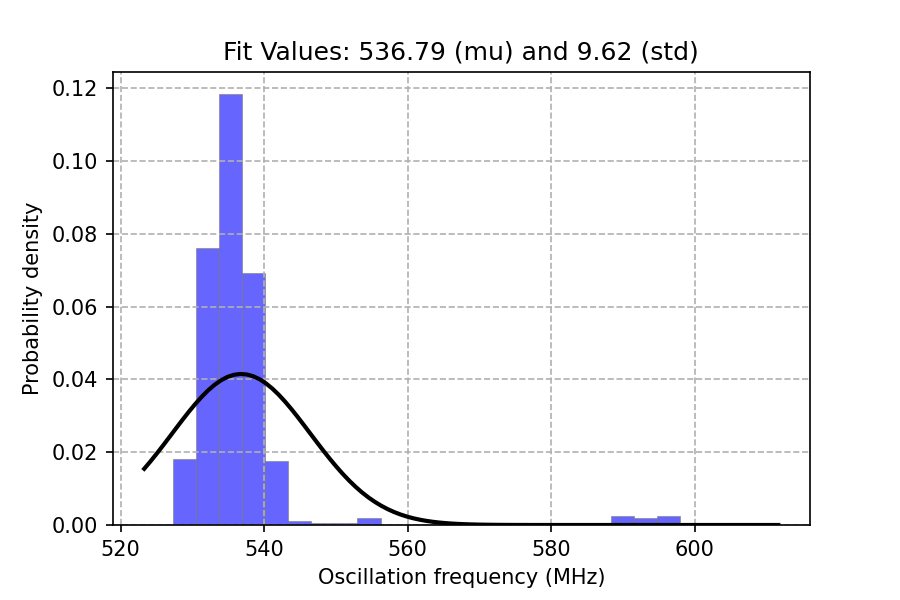 Fit Values: 536.79 (mu) and 9.62 (std)
0.12
0.10
0.08
0.06
0.04
0.02
0.00
Probability density
520 540 560 580 600
Oscillation frequency (MHz)